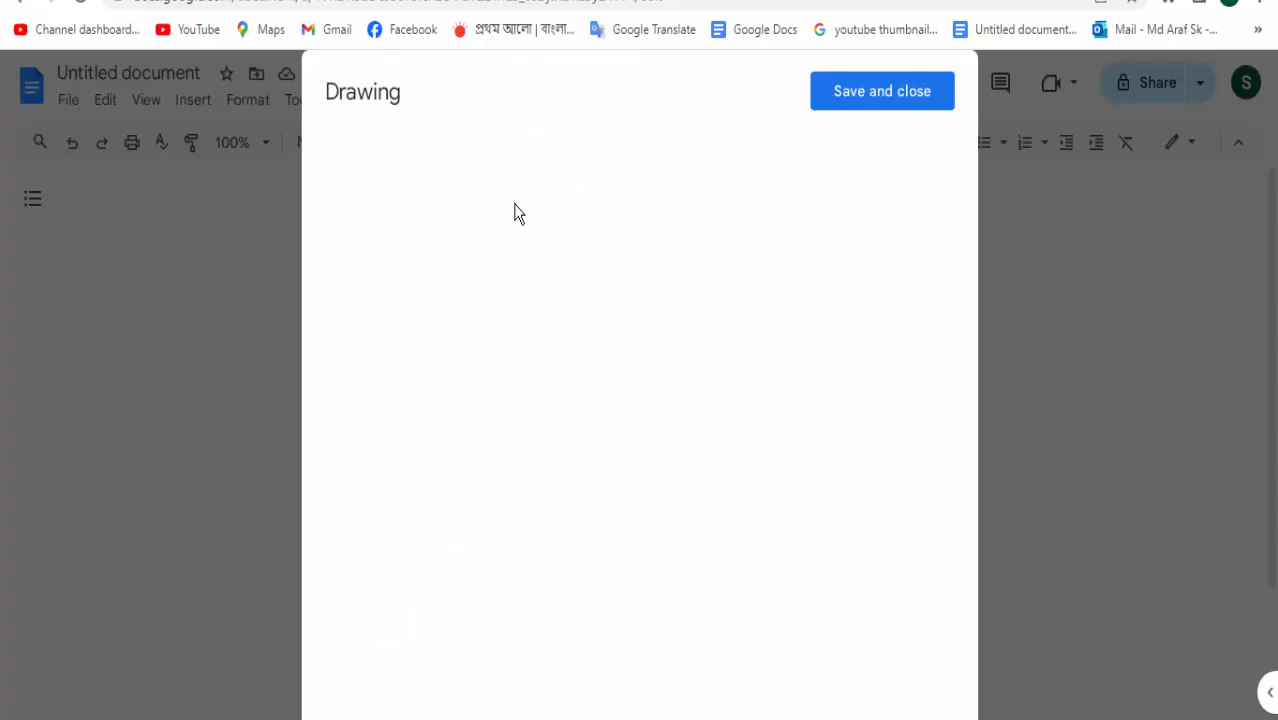 Channel dashboard...
YouTube
Maps
Gmail
Facebook
প্রথম আলো | বাংলা...
Google Translate
Google Docs
youtube thumbnail...
Untitled document...
Mail - Md Araf Sk -...
»
Untitled document
File Edit View Insert Format
Drawing
Save and close
Share
S
100%